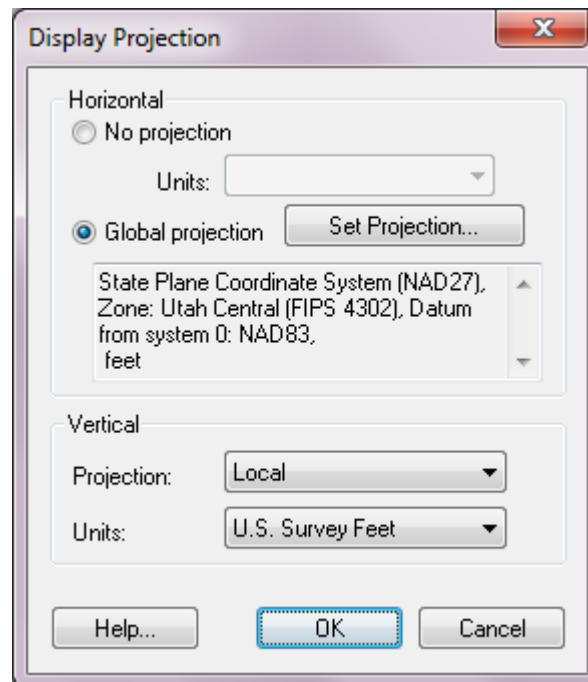 Display Projection
Horizontal
No projection
Units:
Global projection
Set Projection...
State Plane Coordinate System (NAD27),
Zone: Utah Central (FIPS 4302), Datum
from system 0: NAD83,
feet
Vertical
Projection:
Local
Units:
U.S. Survey Feet
Help...
OK
Cancel